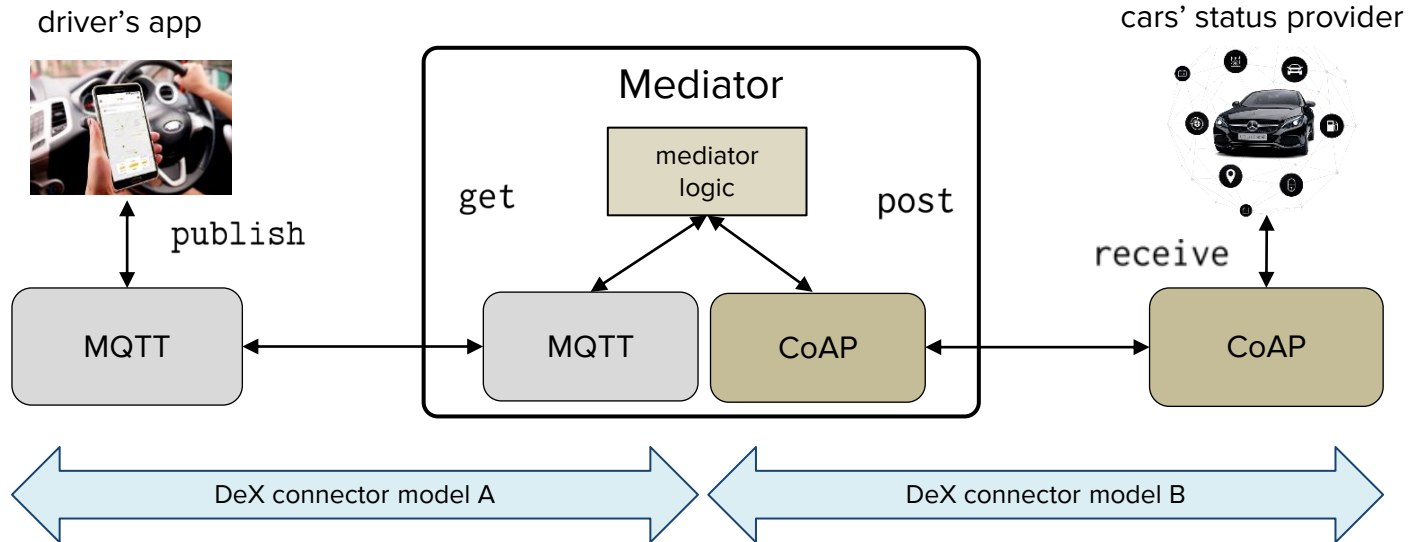 driver's app
cars' status provider
Mediator
mediator
logic
get
post
publish
receive
MQTT
MQTT
CoAP
CoAP
DeX connector model A
DeX connector model B